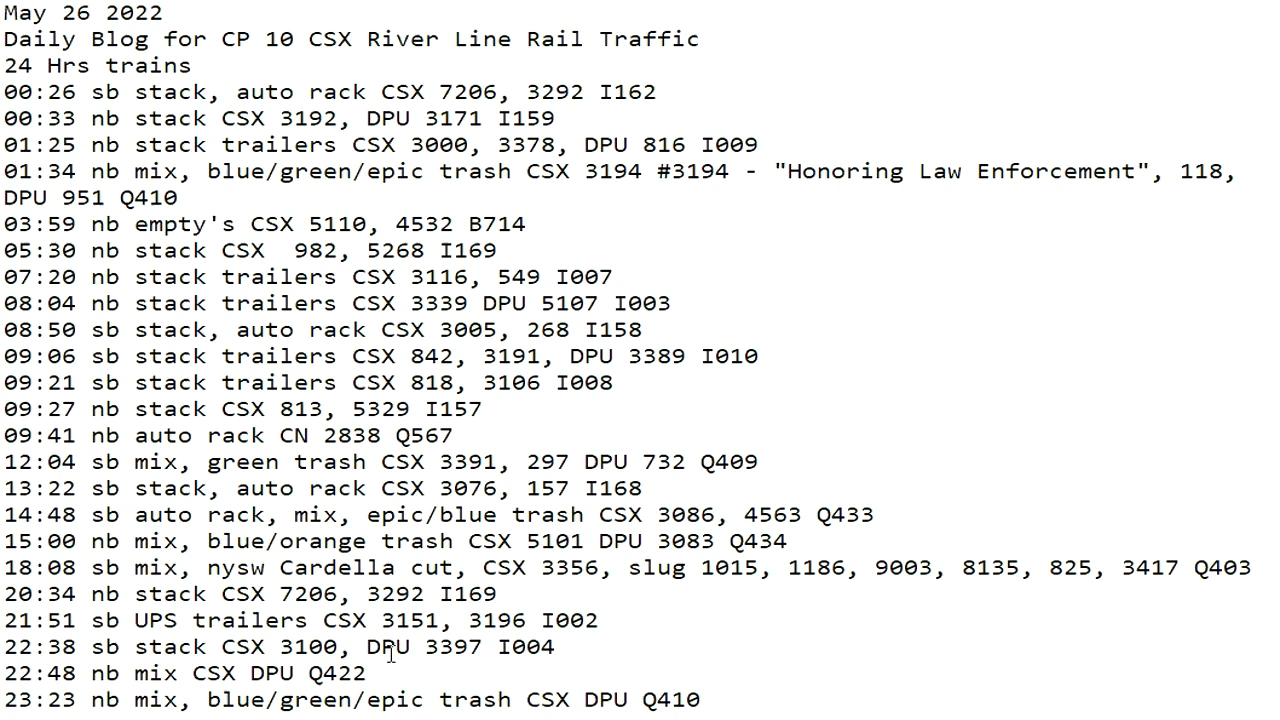 May 26 2022
Daily Blog for CP 10 CSX River Line Rail Traffic
24 Hrs trains
00:26 sb stack, auto rack CSX 7206, 3292 I162
00:33 nb stack CSX 3192, DPU 3171 I159
01:25 nb stack trailers CSX 3000, 3378, DPU 816 I009
01:34 nb mix, blue/green/epic trash CSX 3194 #3194 - "Honoring Law Enforcement", 118,
DPU 951 Q410
03:59 nb empty's CSX 5110, 4532 B714
05:30 nb stack CSX  982, 5268 I169
07:20 nb stack trailers CSX 3116, 549 I007
08:04 nb stack trailers CSX 3339 DPU 5107 I003
08:50 sb stack, auto rack CSX 3005, 268 I158
09:06 sb stack trailers CSX 842, 3191, DPU 3389 I010
09:21 sb stack trailers CSX 818, 3106 I008
09:27 nb stack CSX 813, 5329 I157
09:41 nb auto rack CN 2838 Q567
12:04 sb mix, green trash CSX 3391, 297 DPU 732 Q409
13:22 sb stack, auto rack CSX 3076, 157 I168
14:48 sb auto rack, mix, epic/blue trash CSX 3086, 4563 Q433
15:00 nb mix, blue/orange trash CSX 5101 DPU 3083 Q434
18:08 sb mix, nysw Cardella cut, CSX 3356, slug 1015, 1186, 9003, 8135, 825, 3417 Q403
20:34 nb stack CSX 7206, 3292 I169
21:51 sb UPS trailers CSX 3151, 3196 I002
22:38 sb stack CSX 3100, DPU 3397 I004
22:48 nb mix CSX DPU Q422
23:23 nb mix, blue/green/epic trash CSX DPU Q410